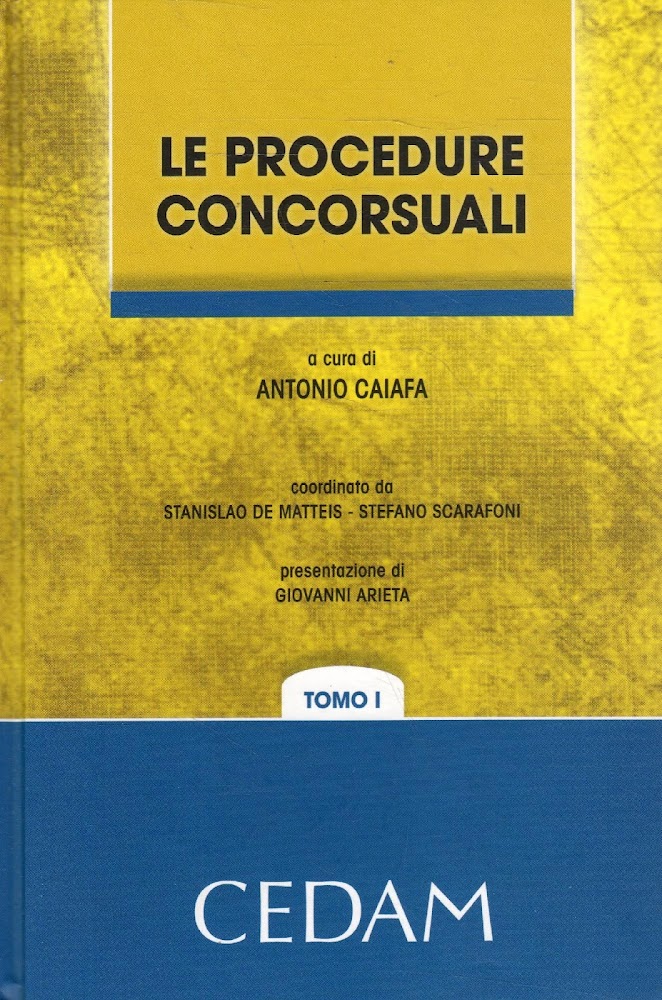 LE PROCEDURE
CONCORSUALI
a cura di
ANTONIO CAIAFA
coordinato da
STANISLAO DE MATTEIS - STEFANO SCARAFONI
presentazione di
GIOVANNI ARIETA
TOMO I
CEDAM